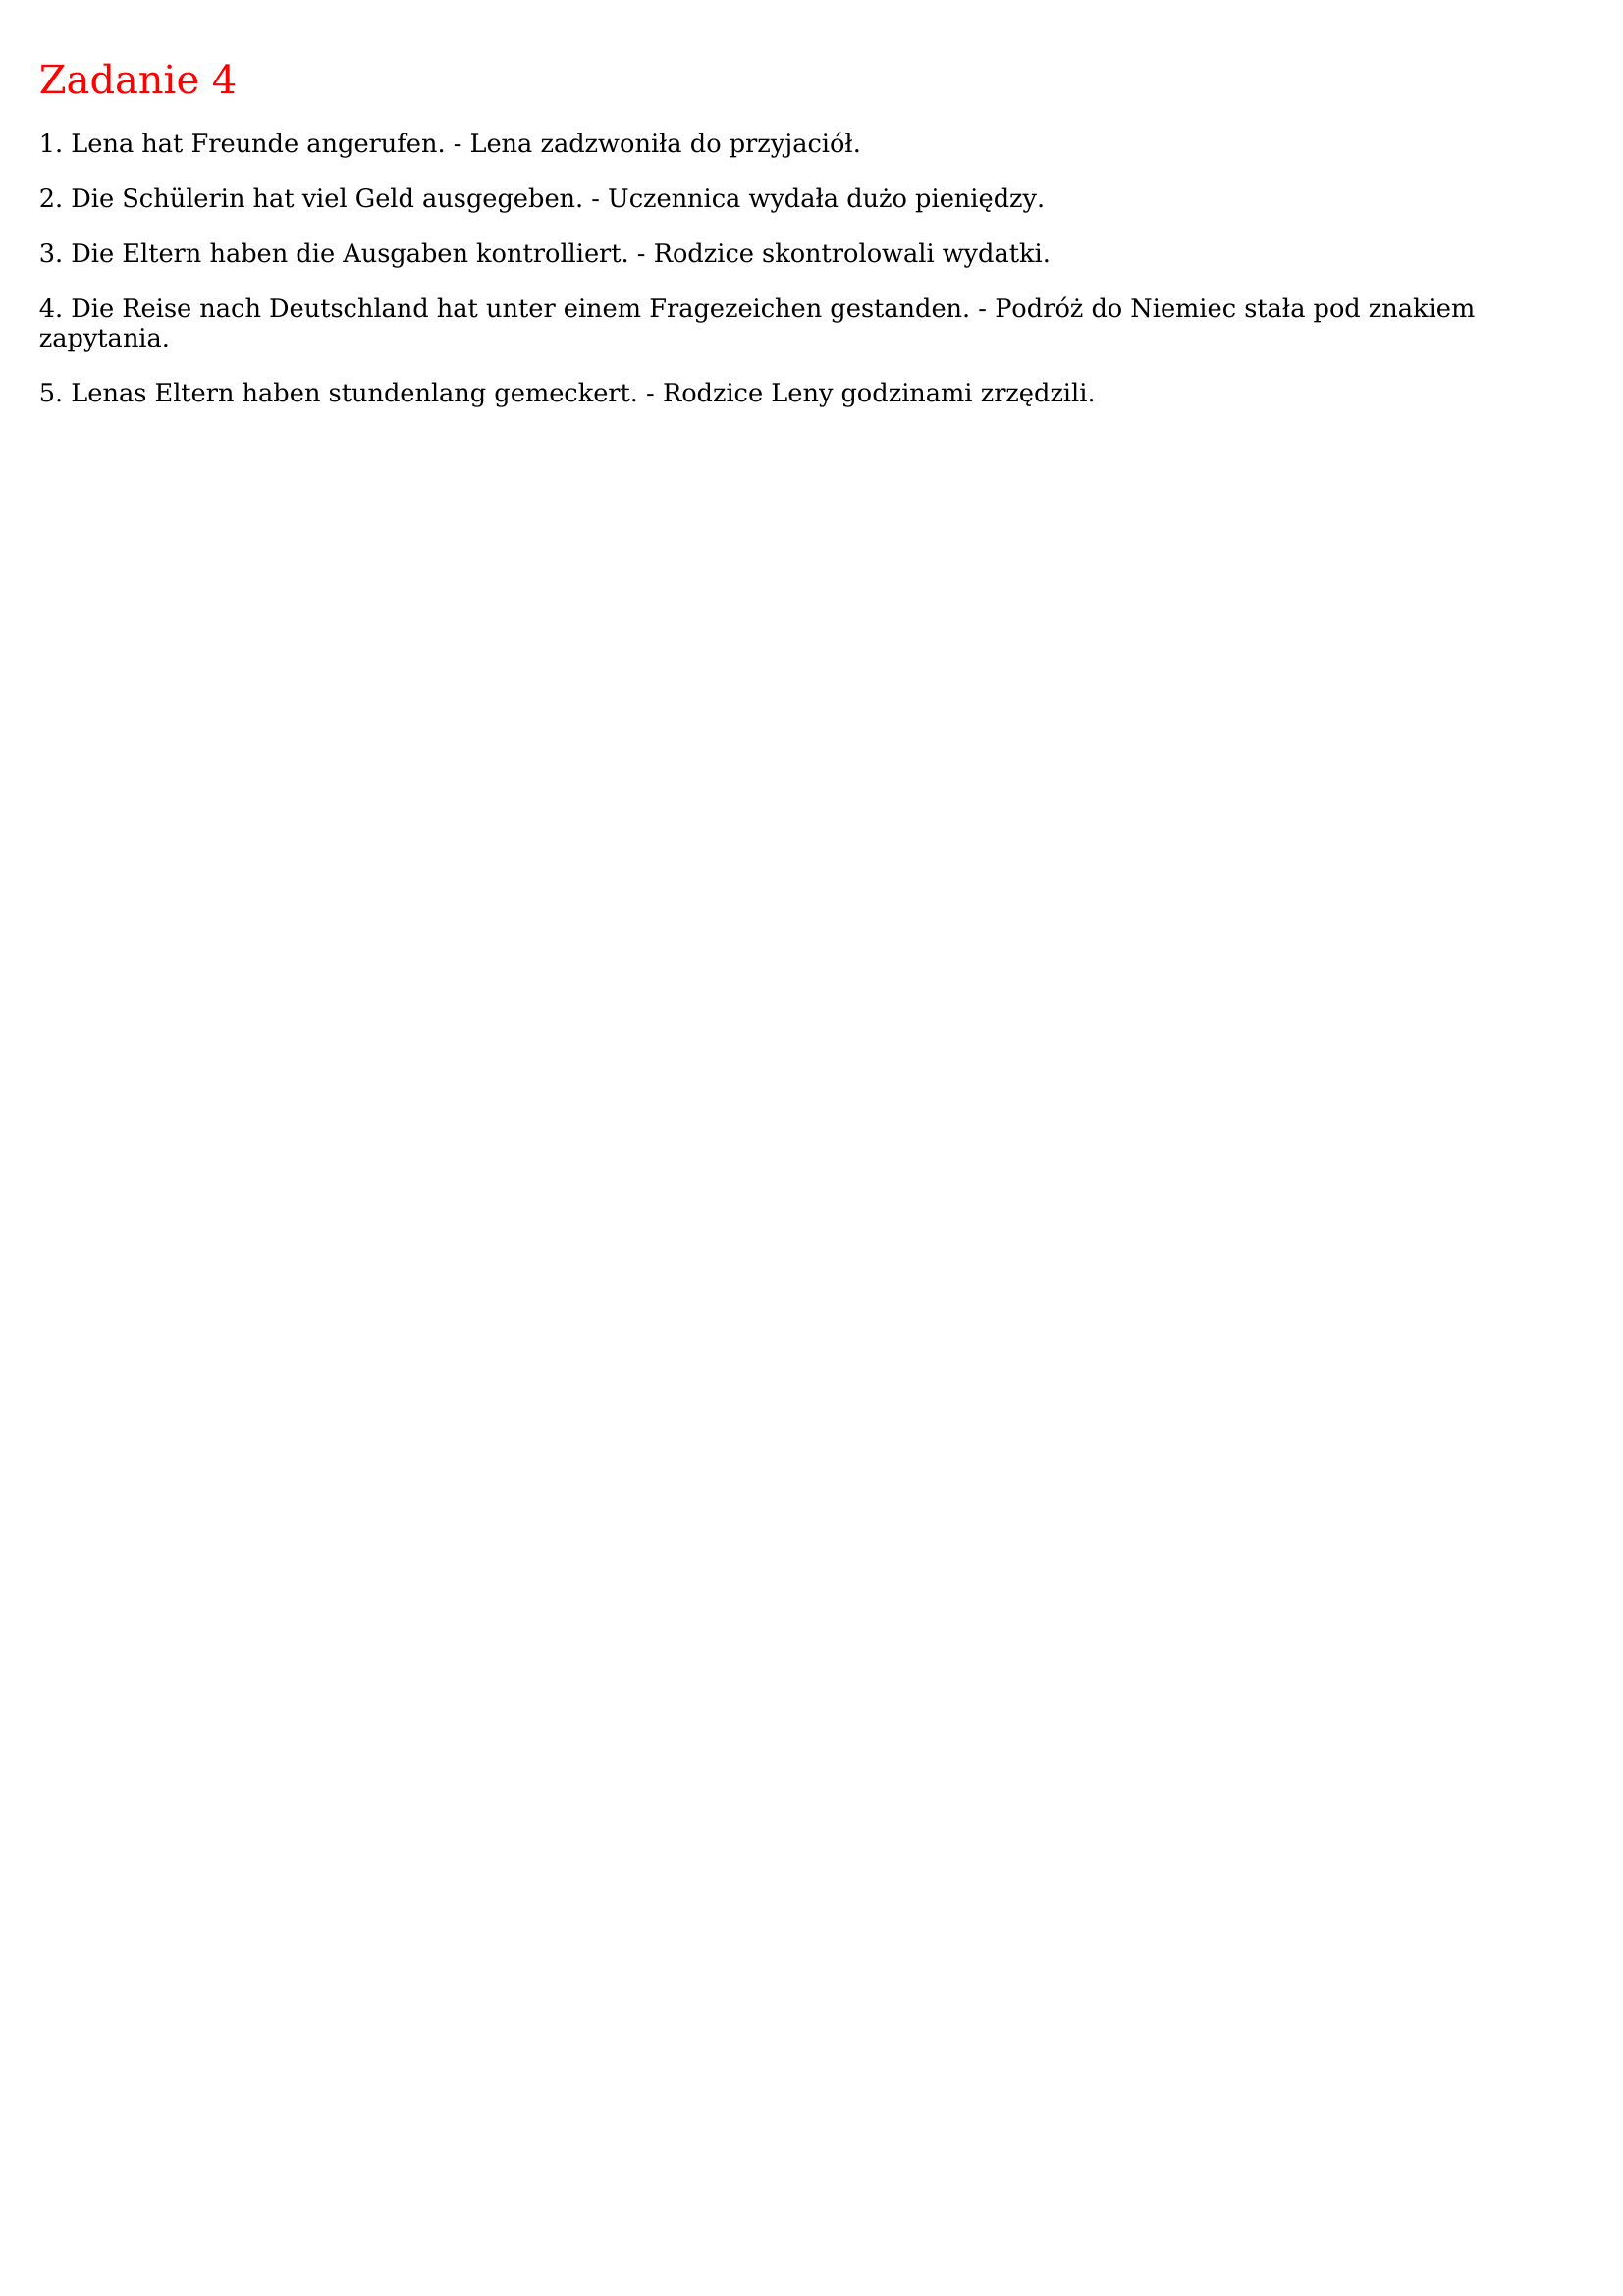 Zadanie 4
1. Lena hat Freunde angerufen. - Lena zadzwoniła do przyjaciół.
2. Die Schülerin hat viel Geld ausgegeben. - Uczennica wydała dużo pieniędzy.
3. Die Eltern haben die Ausgaben kontrolliert. - Rodzice skontrolowali wydatki.
4. Die Reise nach Deutschland hat unter einem Fragezeichen gestanden. - Podróż do Niemiec stała pod znakiem
zapytania.
5. Lenas Eltern haben stundenlang gemeckert. - Rodzice Leny godzinami zrzędzili.